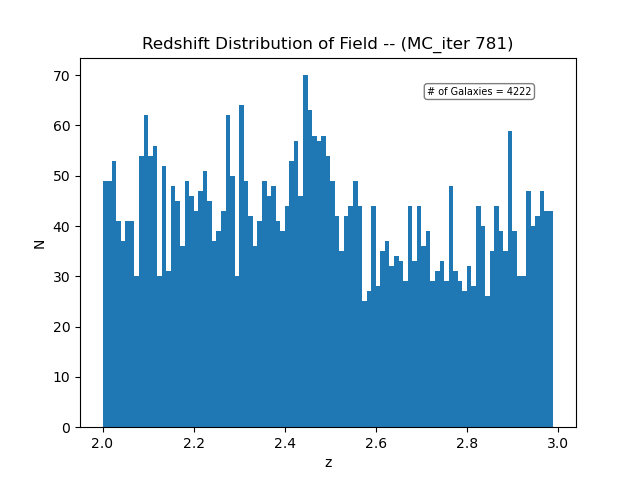 Redshift Distribution of Field -- (MC_iter 781)
# of Galaxies = 4222
70
60
50
40
30
20
10
0
N
2.0 2.2 2.4 2.6 2.8 3.0
z